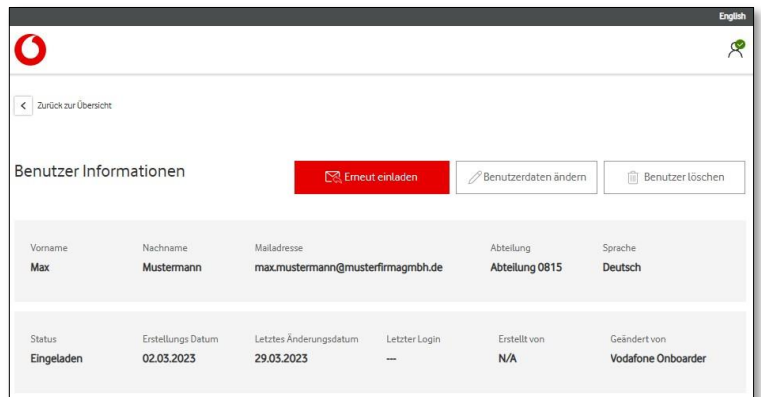 English
Zurück zur Übersicht
Benutzer Informationen
Erneut einladen
Benutzerdaten ändern
Benutzer löschen
Vorname Nachname Mailadresse Abteilung Sprache
Max Mustermann max.mustermann@musterfirmagmbh.de Abteilung 0815 Deutsch
Status Erstellungs Datum Letztes Änderungsdatum Letzter Login Erstellt von Geändert von
Eingeladen 02.03.2023 29.03.2023 --- N/A Vodafone Onboarder